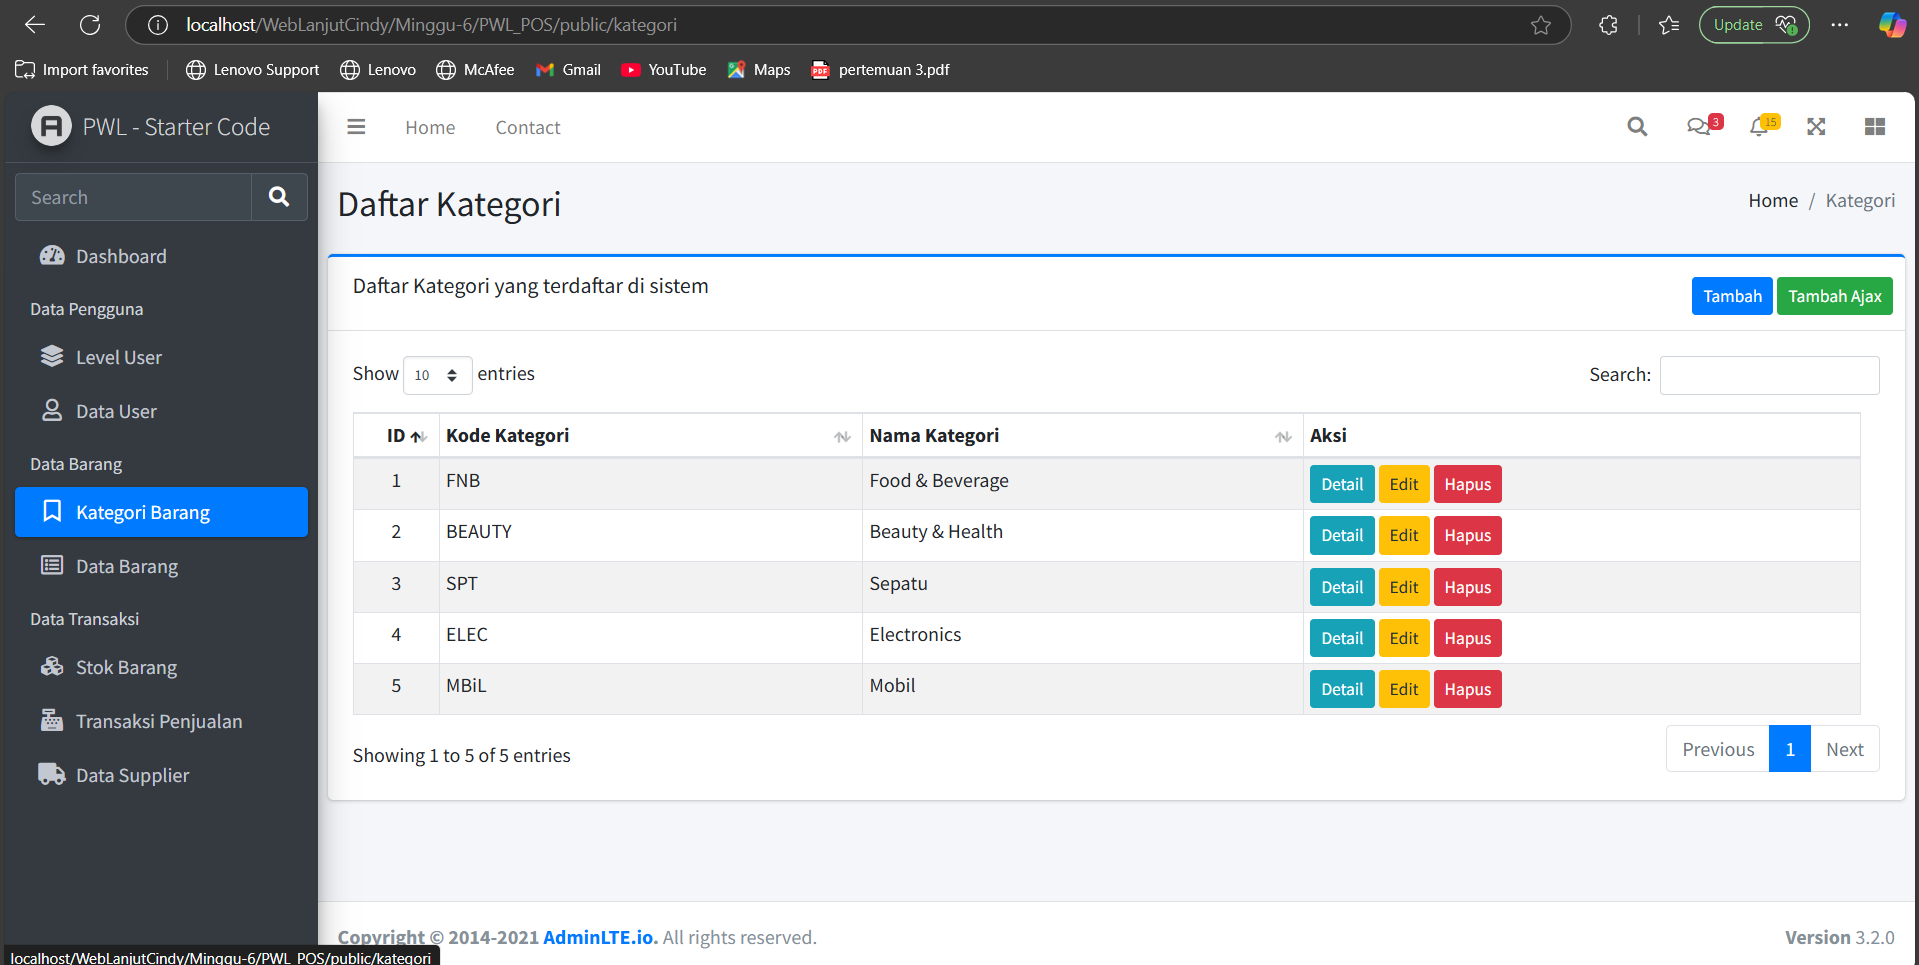 localhost/WebLanjutCindy/Minggu-6/PWL_POS/public/kategori
Update
Import favorites
Lenovo Support
Lenovo
McAfee
Gmail
YouTube
Maps
PDF
pertemuan 3.pdf
PWL - Starter Code
Home
Contact
3
15
Search
Daftar Kategori
Home / Kategori
Dashboard
Data Pengguna
Level User
Data User
Data Barang
Kategori Barang
Data Barang
Data Transaksi
Stok Barang
Transaksi Penjualan
Data Supplier
Daftar Kategori yang terdaftar di sistem
Tambah
Tambah Ajax
Show 10 entries
Search:
ID Kode Kategori Nama Kategori Aksi
1 FNB Food & Beverage Detail Edit Hapus
2 BEAUTY Beauty & Health Detail Edit Hapus
3 SPT Sepatu Detail Edit Hapus
4 ELEC Electronics Detail Edit Hapus
5 MBiL Mobil Detail Edit Hapus
Showing 1 to 5 of 5 entries
Previous 1 Next
Copyright © 2014-2021 AdminLTE.io. All rights reserved.
Version 3.2.0
localhost/WebLanjutCindy/Minggu-6/PWL_POS/public/kategori